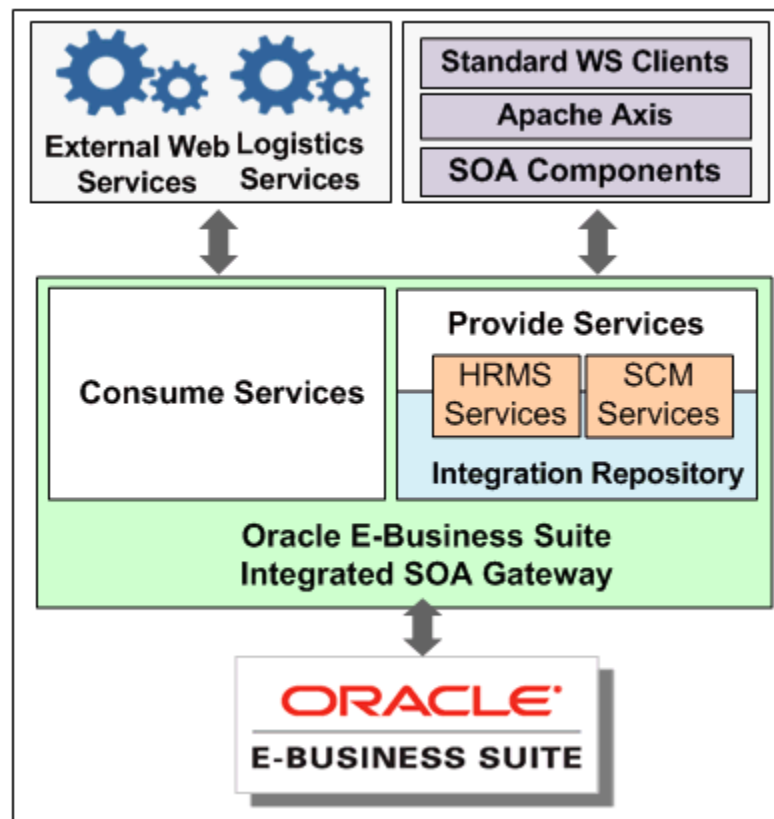 External Web
Services
Logistics
Services
Standard WS Clients
Apache Axis
SOA Components
Consume Services
Provide Services
HRMS
Services
SCM
Services
Integration Repository
Oracle E-Business Suite
Integrated SOA Gateway
ORACLE
E-BUSINESS SUITE